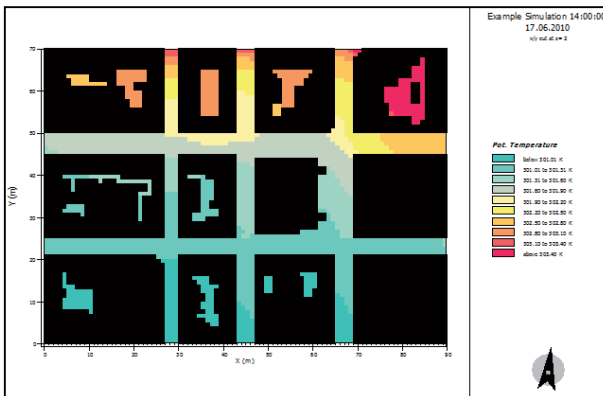 Example Simulation 14:00:00
17.06.2010
x/y cut at z= 2
70
60
50
40
30
20
10
0
Y (m)
0 10 20 30 40 50 60 70 80 90
X (m)
Pot. Temperature
below 301.01 K
301.01 to 301.31 K
301.31 to 301.60 K
301.60 to 301.90 K
301.90 to 302.20 K
302.20 to 302.50 K
302.50 to 302.80 K
302.80 to 303.10 K
303.10 to 303.40 K
above 303.40 K
N